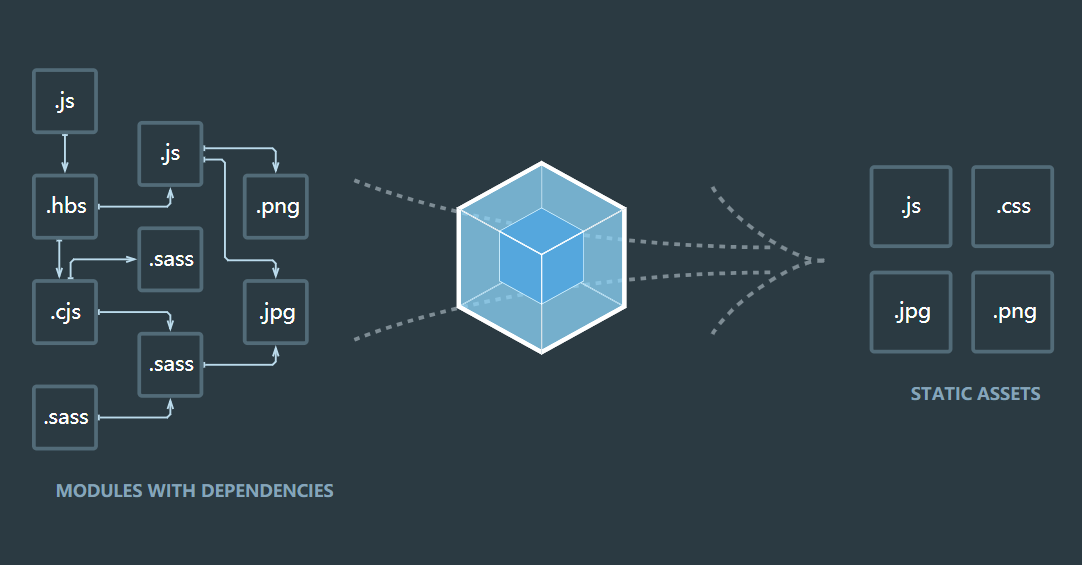 .js
.js
.hbs
.png
.sass
.cjs
.jpg
.sass
.sass
MODULES WITH DEPENDENCIES
.js
.css
.jpg
.png
STATIC ASSETS